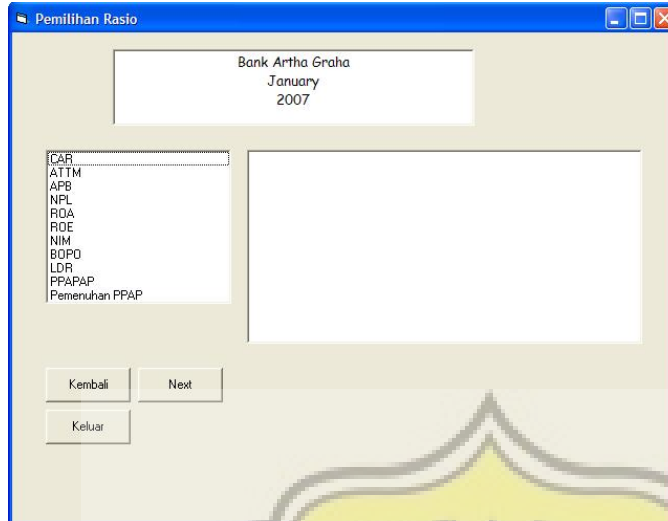 Pemilihan Rasio
Bank Artha Graha
January
2007
CAR
ATTM
APB
NPL
ROA
ROE
NIM
BOPO
LDR
PPAPAP
Pemenuhan PPAP
Kembali
Next
Keluar